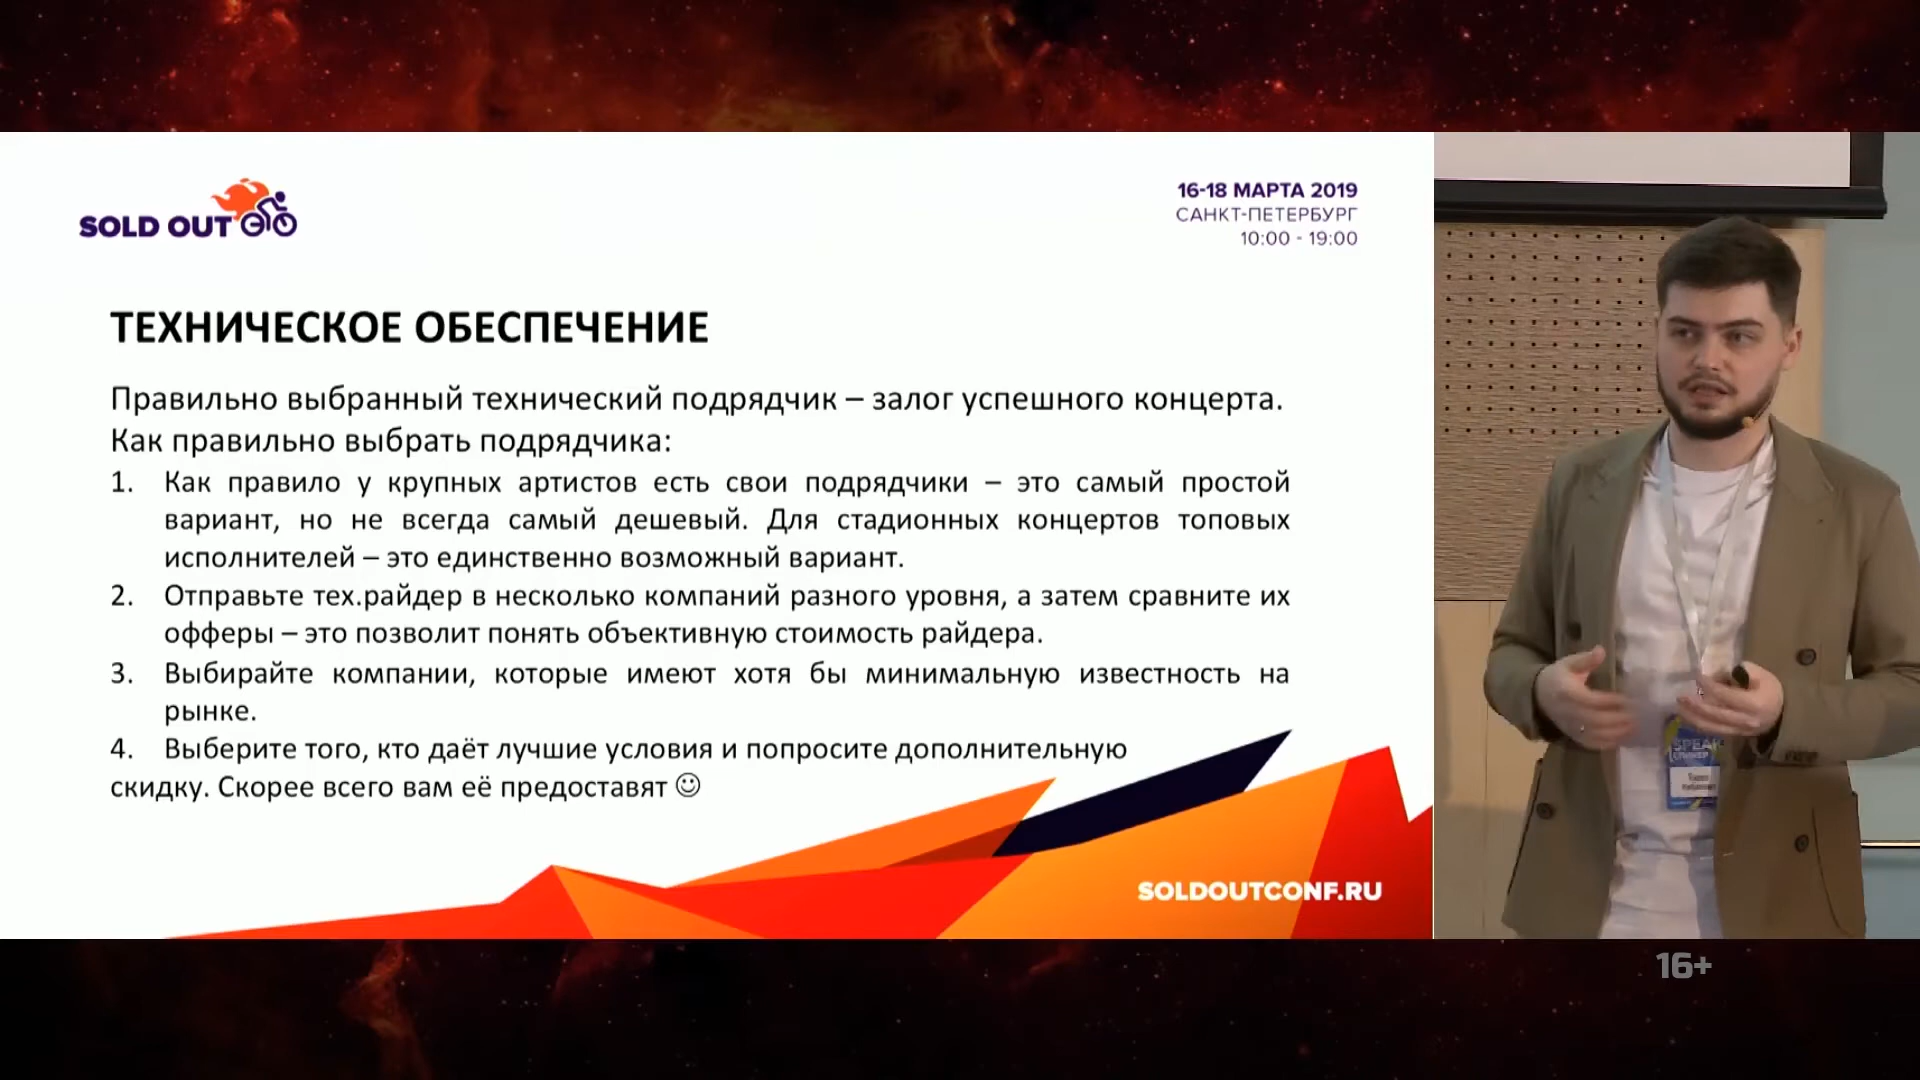 SOLD OUT
16-18 МАРТА 2019
САНКТ-ПЕТЕРБУРГ
10:00 - 19:00
ТЕХНИЧЕСКОЕ ОБЕСПЕЧЕНИЕ
Правильно выбранный технический подрядчик – залог успешного концерта.
Как правильно выбрать подрядчика:
1. Как правило у крупных артистов есть свои подрядчики – это самый простой
вариант, но не всегда самый дешевый. Для стадионных концертов топовых
исполнителей – это единственно возможный вариант.
2. Отправьте тех.райдер в несколько компаний разного уровня, а затем сравните их
офферы – это позволит понять объективную стоимость райдера.
3. Выбирайте компании, которые имеют хотя бы минимальную известность на
рынке.
4. Выберите того, кто даёт лучшие условия и попросите дополнительную
скидку. Скорее всего вам её предоставят ☺
SOLDOUTCONF.RU
16+